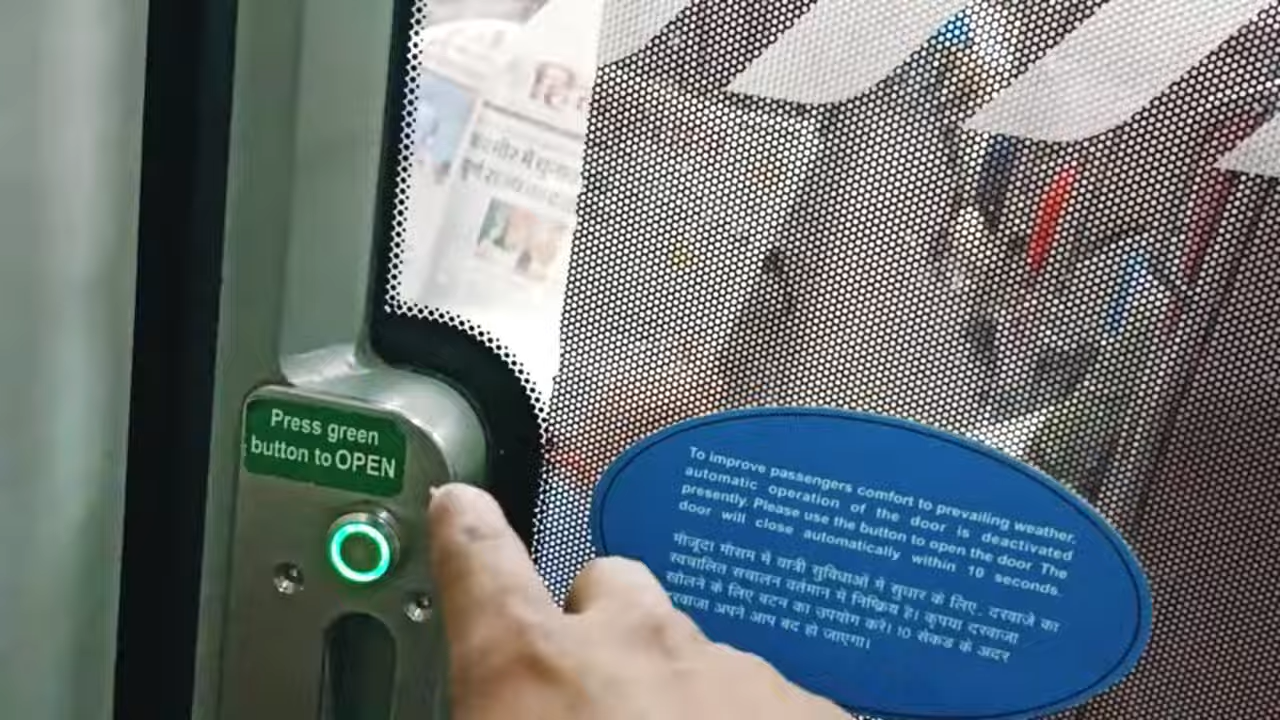 Press green
button to OPEN
To improve passengers comfort to prevailing weather.
automatic operation of the door is deactivated
presently. Please use the button to open the door The
door will close automatically within 10 seconds.
मौजूदा मौसम में यात्री सुविधाओं में सुधार के लिए, दरवाजे का
स्वचालित सचालन वर्तमान में निष्क्रिय है। कृपया दरवाजा
खोलने के लिए बटन का उपयोग करें। 10 सेकंड के अदर
दरवाजा अपने आप बंद हो जाएगा।